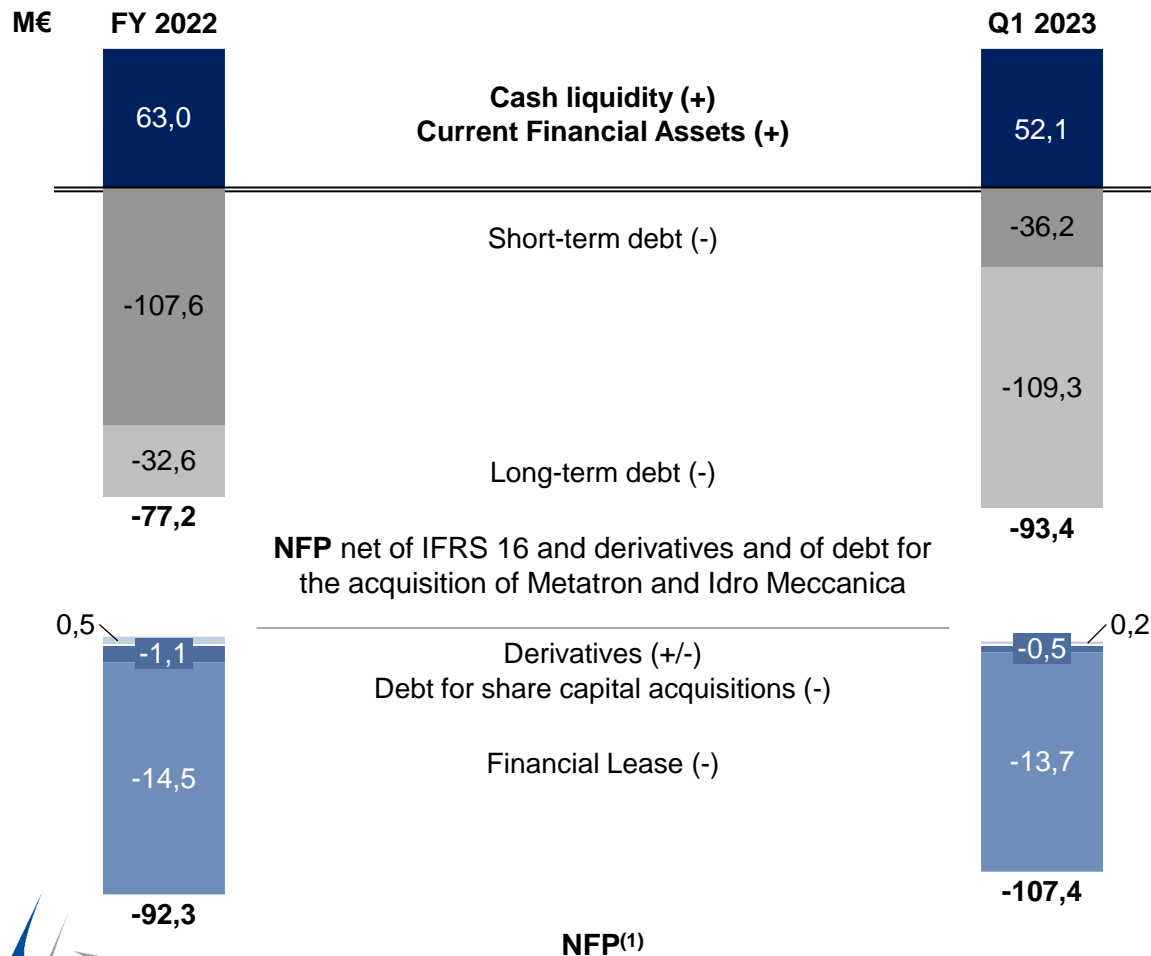 M€ FY 2022 Q1 2023
63,0
Cash liquidity (+)
Current Financial Assets (+)
52,1
Short-term debt (-)
-36,2
-107,6
-109,3
-32,6
Long-term debt (-)
-77,2
-93,4
NFP net of IFRS 16 and derivatives and of debt for
the acquisition of Metatron and Idro Meccanica
0,5
0,2
-1,1
Derivatives (+/-)
-0,5
Debt for share capital acquisitions (-)
-14,5
Financial Lease (-)
-13,7
-92,3
-107,4
NFP(1)